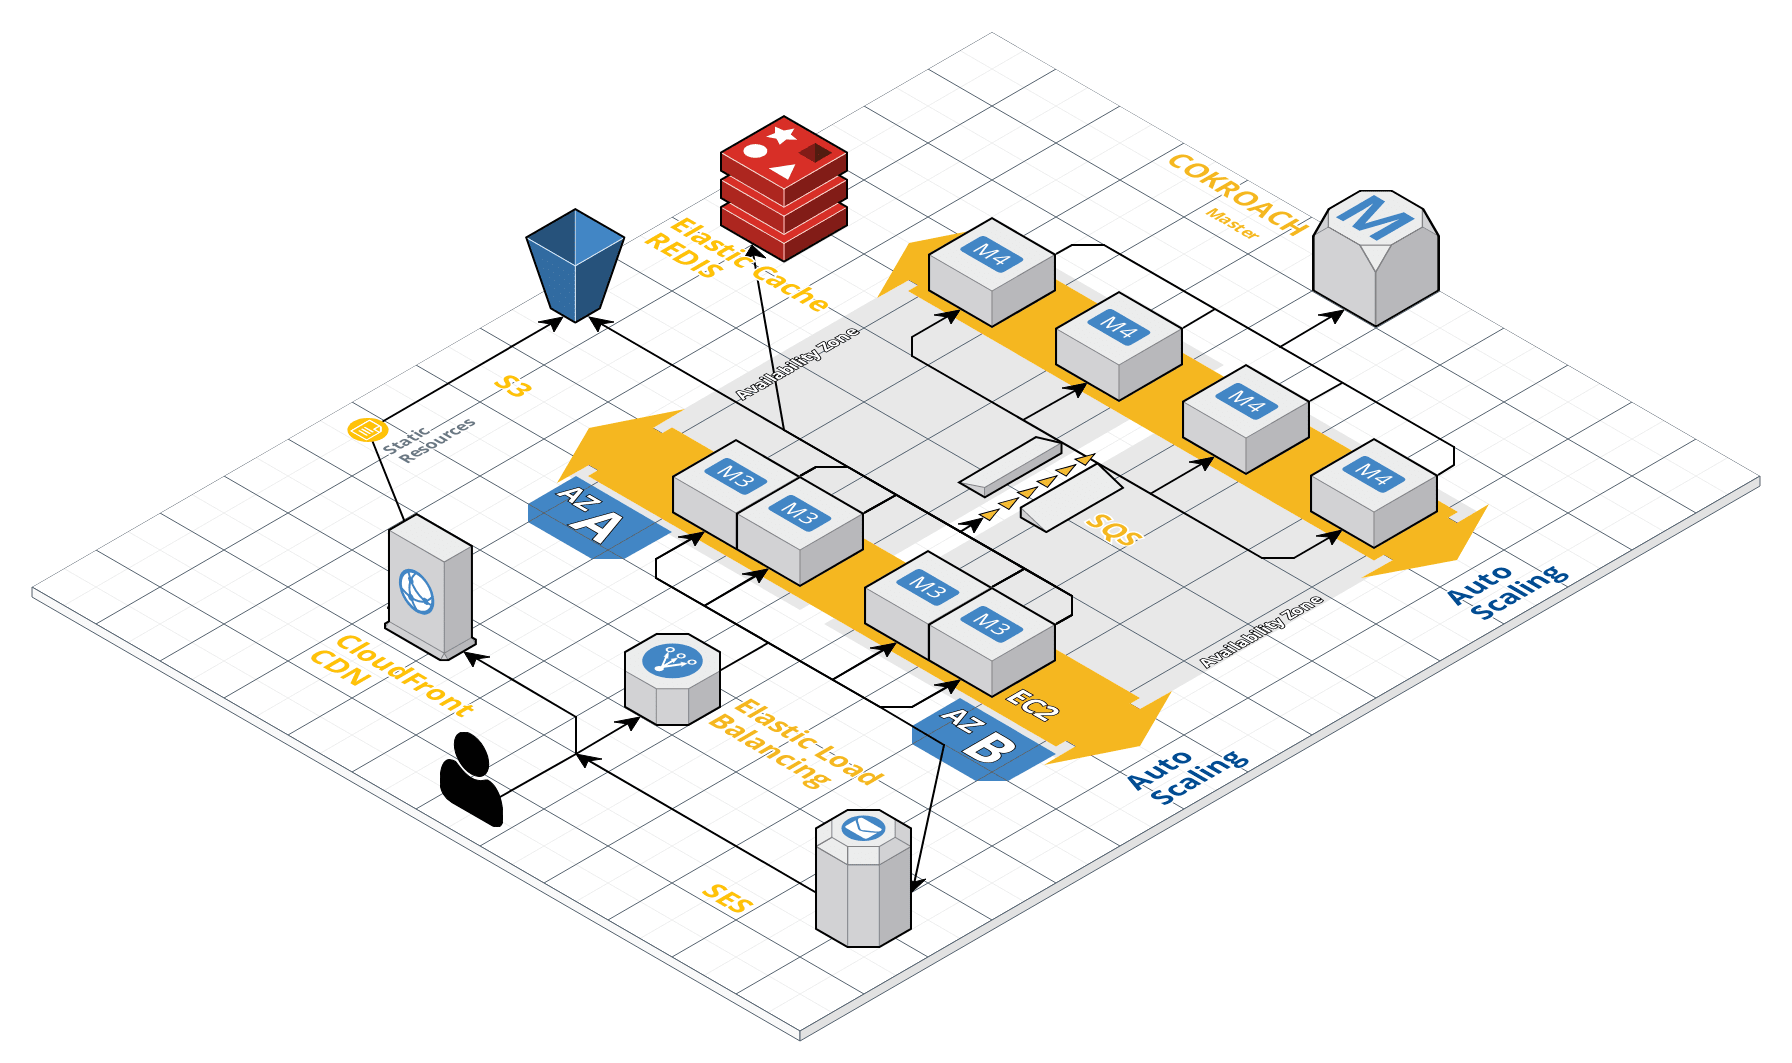 COKROACH
Master
M
Elastic Cache
REDIS
M4
M4
M4
M4
Availability Zone
S3
Static
Resources
M3
M3
AZ
A
SQS
M3
M3
Auto
Scaling
Availability Zone
CloudFront
CDN
EC2
AZ
B
Elastic Load
Balancing
Auto
Scaling
SES